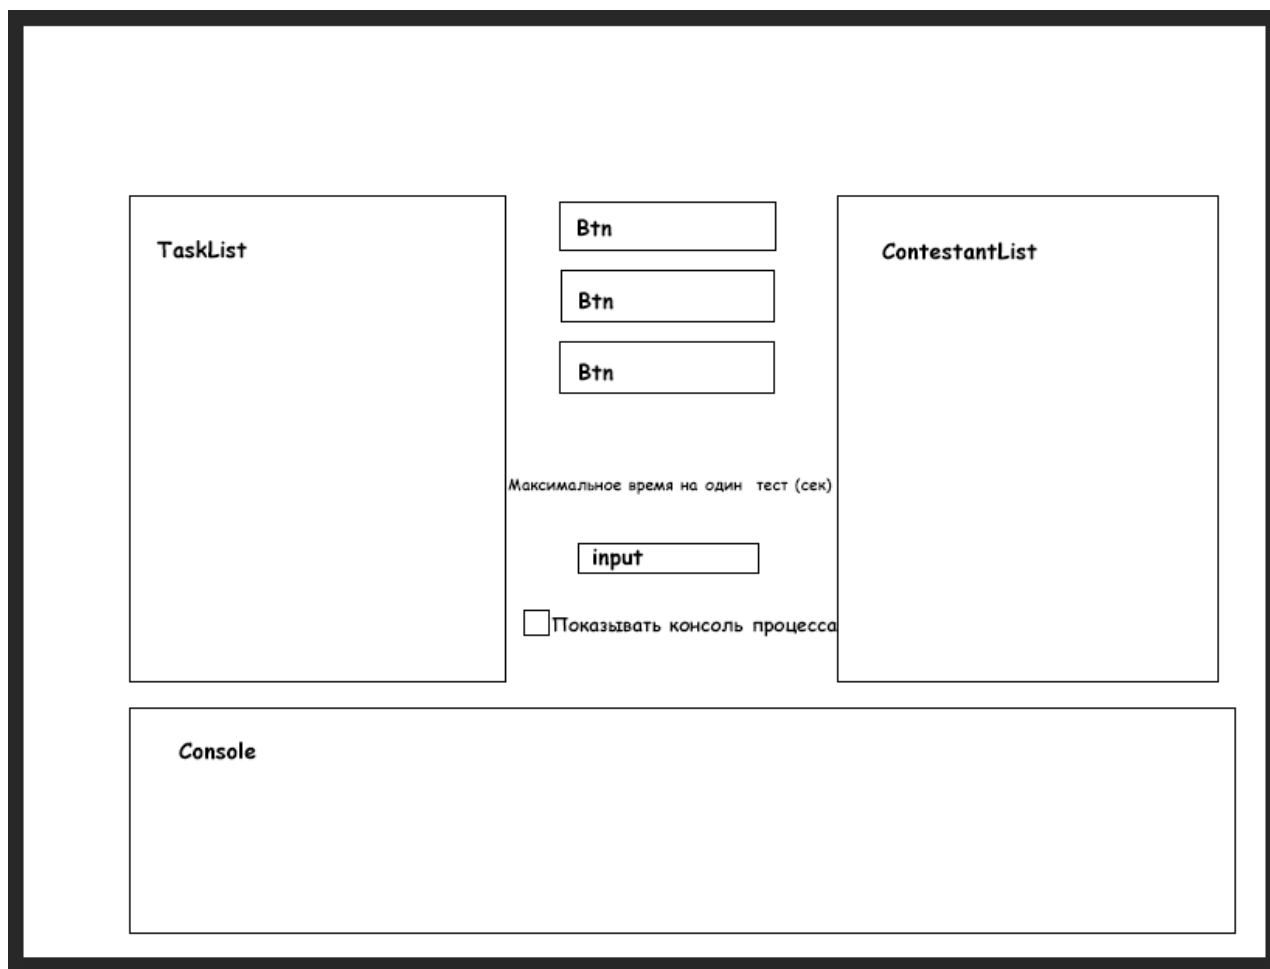 TaskList
Btn
Btn
Btn
Максимальное время на один тест (сек)
input
Показывать консоль процесса
ContestantList
Console